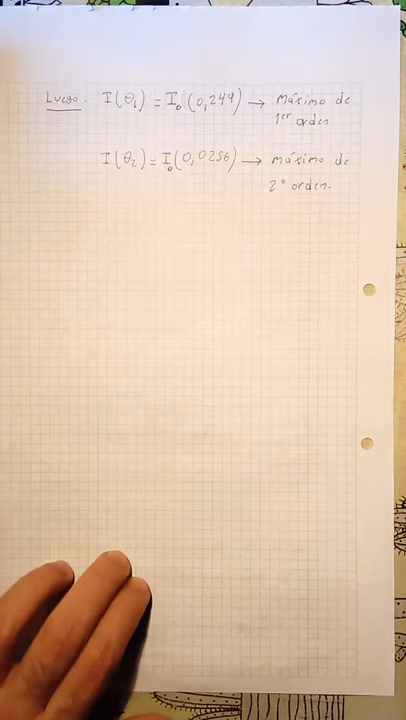 Luego. I(θ₁) = I₀(0,249) → máximo de
1er orden
I(θ₂) = I₀(0,0256) → máximo de
2° orden.